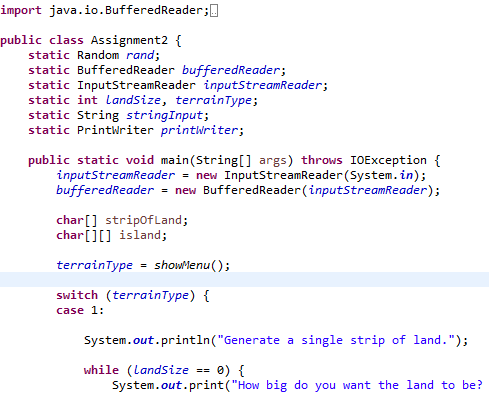 import java.io.BufferedReader;
public class Assignment2 {
static Random rand;
static BufferedReader bufferedReader;
static InputStreamReader inputStreamReader;
static int landSize, terrainType;
static String stringInput;
static PrintWriter printWriter;
public static void main(String[] args) throws IOException {
inputStreamReader = new InputStreamReader(System.in);
bufferedReader = new BufferedReader(inputStreamReader);
char[] stripOfLand;
char[][] island;
terrainType = showMenu();
switch (terrainType) {
case 1:
System.out.println("Generate a single strip of land.");
while (landSize == 0) {
System.out.print("How big do you want the land to be?